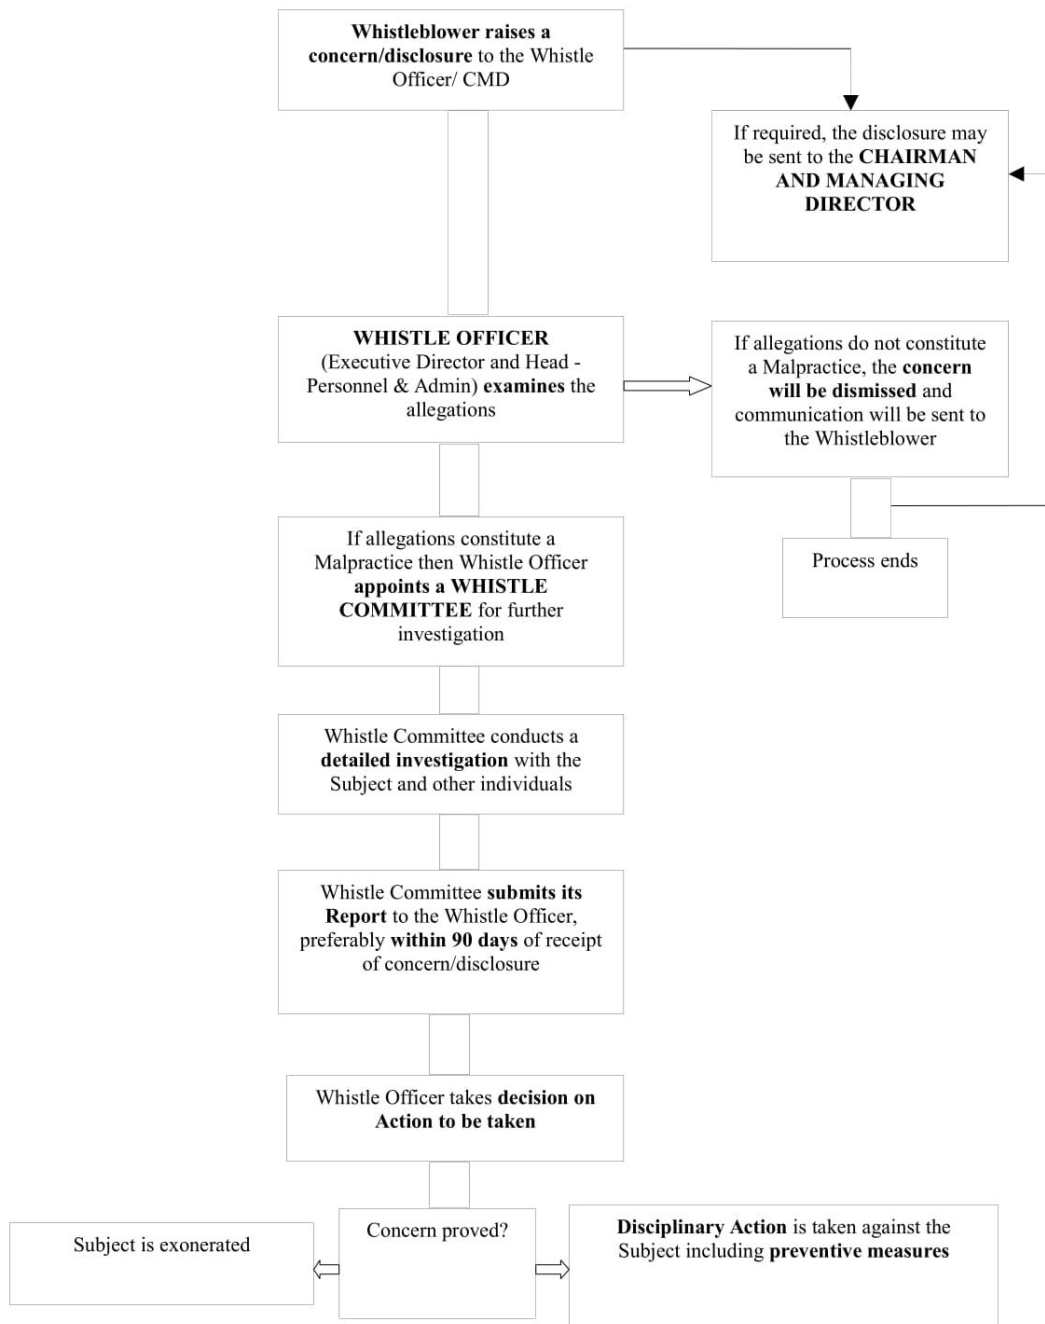 Whistleblower raises a
concern/disclosure to the Whistle
Officer/ CMD
If required, the disclosure may
be sent to the CHAIRMAN
AND MANAGING
DIRECTOR
WHISTLE OFFICER
(Executive Director and Head -
Personnel & Admin) examines the
allegations
If allegations do not constitute
a Malpractice, the concern
will be dismissed and
communication will be sent to
the Whistleblower
If allegations constitute a
Malpractice then Whistle Officer
appoints a WHISTLE
COMMITTEE for further
investigation
Process ends
Whistle Committee conducts a
detailed investigation with the
Subject and other individuals
Whistle Committee submits its
Report to the Whistle Officer,
preferably within 90 days of receipt
of concern/disclosure
Whistle Officer takes decision on
Action to be taken
Subject is exonerated
Concern proved?
Disciplinary Action is taken against the
Subject including preventive measures